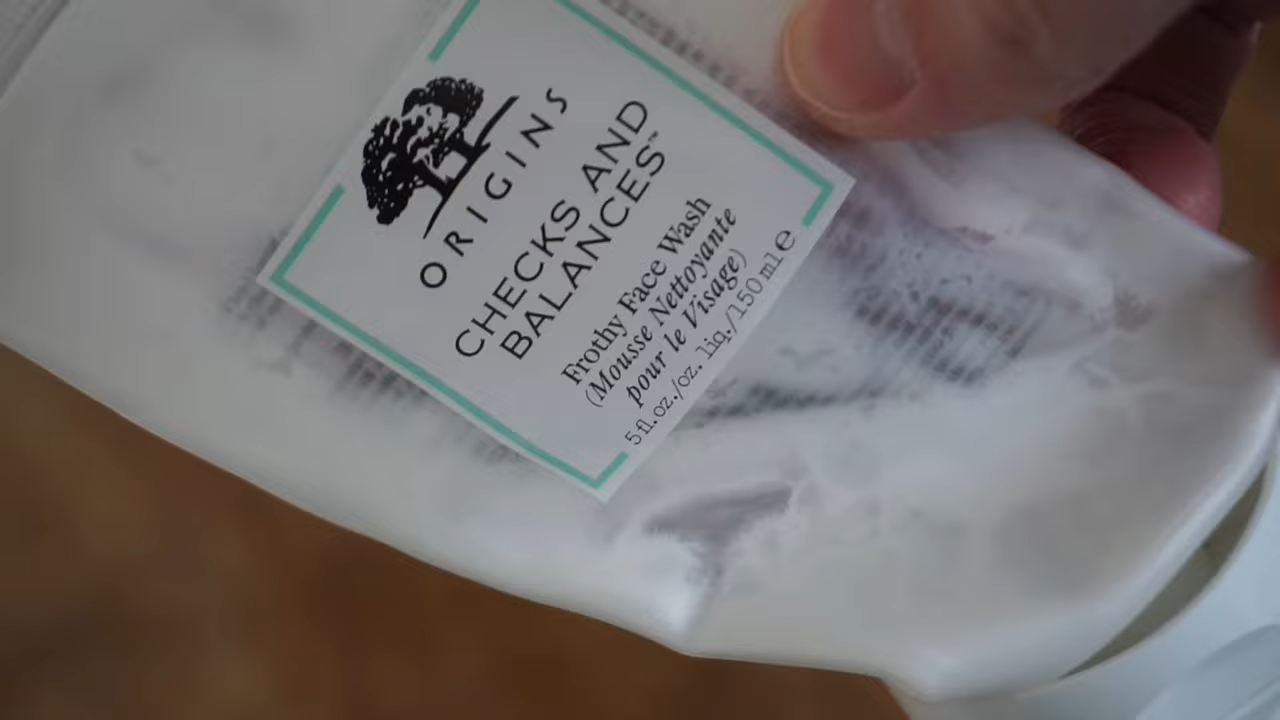 ORIGINS
CHECKS AND
BALANCES™
Frothy Face Wash
(Mousse Nettoyante
pour le Visage)
5 fl. oz./oz. liq./150 ml ℮